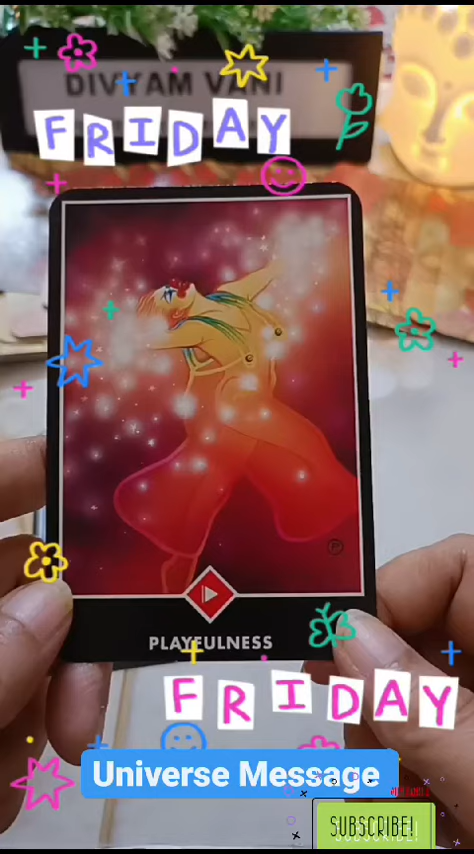 DIVYAM VANI
FRIDAY
PLAYFULNESS
FRIDAY
Universe Message
SUBSCRIBE!